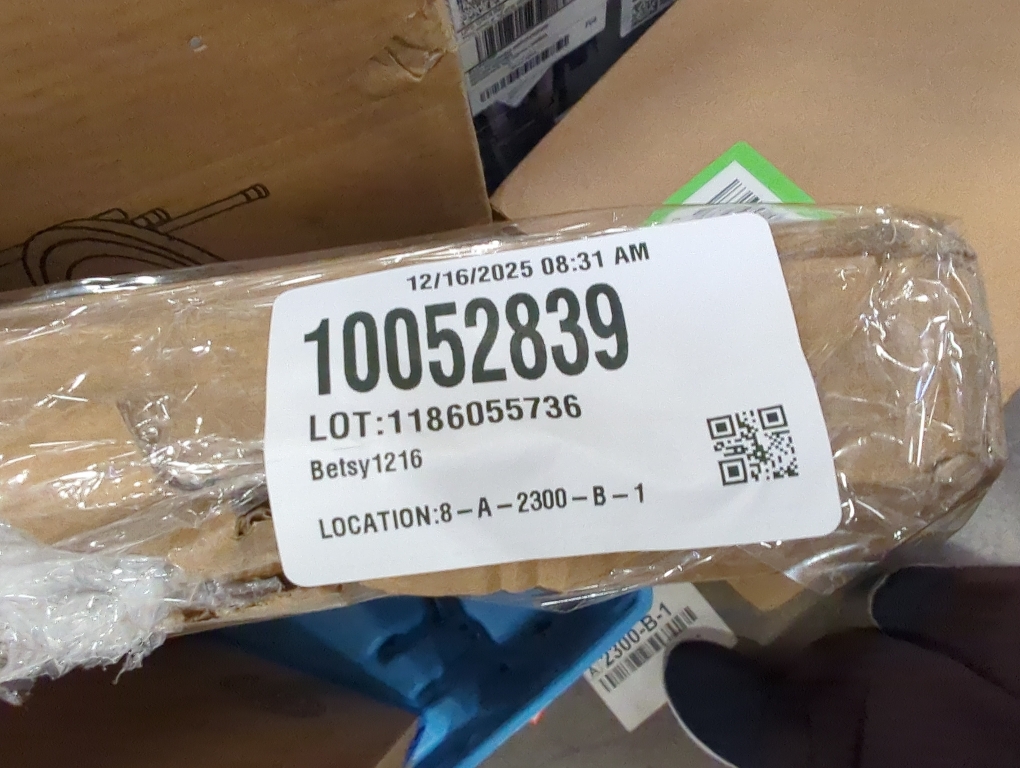 12/16/2025 08:31 AM
10052839
LOT:1186055736
Betsy1216
LOCATION:8-A-2300-B-1
A-2300-B-1